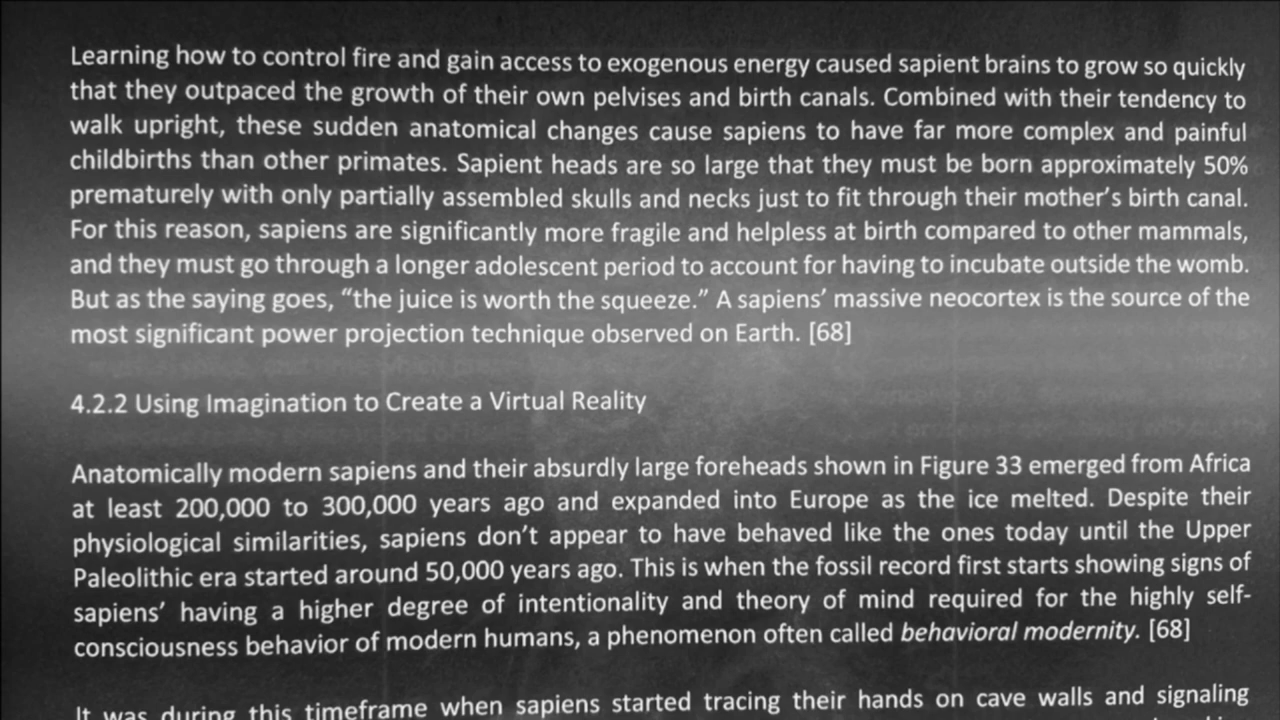 Learning how to control fire and gain access to exogenous energy caused sapient brains to grow so quickly
that they outpaced the growth of their own pelvises and birth canals. Combined with their tendency to
walk upright, these sudden anatomical changes cause sapiens to have far more complex and painful
childbirths than other primates. Sapient heads are so large that they must be born approximately 50%
prematurely with only partially assembled skulls and necks just to fit through their mother's birth canal.
For this reason, sapiens are significantly more fragile and helpless at birth compared to other mammals,
and they must go through a longer adolescent period to account for having to incubate outside the womb.
But as the saying goes, “the juice is worth the squeeze.” A sapiens’ massive neocortex is the source of the
most significant power projection technique observed on Earth. [68]
4.2.2 Using Imagination to Create a Virtual Reality
Anatomically modern sapiens and their absurdly large foreheads shown in Figure 33 emerged from Africa
at least 200,000 to 300,000 years ago and expanded into Europe as the ice melted. Despite their
physiological similarities, sapiens don’t appear to have behaved like the ones today until the Upper
Paleolithic era started around 50,000 years ago. This is when the fossil record first starts showing signs of
sapiens’ having a higher degree of intentionality and theory of mind required for the highly self-
consciousness behavior of modern humans, a phenomenon often called behavioral modernity. [68]
It was during this timeframe when sapiens started tracing their hands on cave walls and signaling